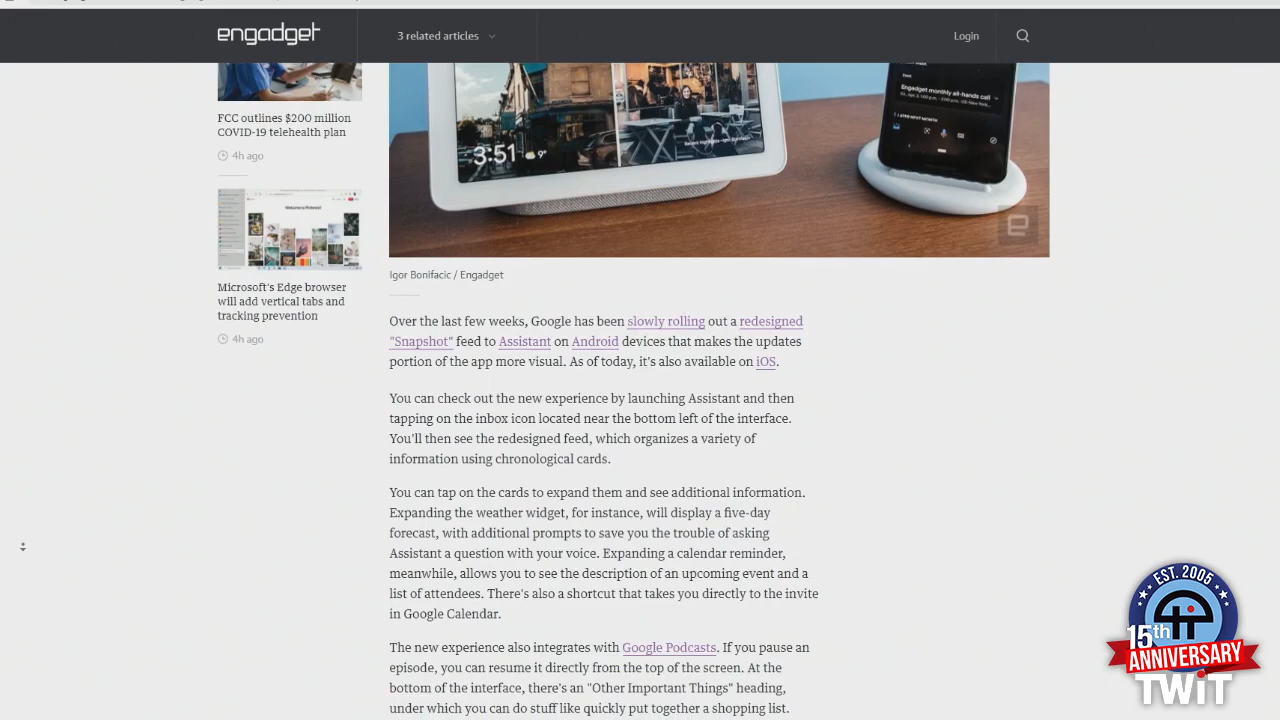 engadget
3 related articles
Login
FCC outlines $200 million
COVID-19 telehealth plan
4h ago
Microsoft's Edge browser
will add vertical tabs and
tracking prevention
4h ago
3:51
9°
Engadget monthly all-hands call
Igor Bonifacic / Engadget
Over the last few weeks, Google has been slowly rolling out a redesigned
"Snapshot" feed to Assistant on Android devices that makes the updates
portion of the app more visual. As of today, it's also available on iOS.
You can check out the new experience by launching Assistant and then
tapping on the inbox icon located near the bottom left of the interface.
You'll then see the redesigned feed, which organizes a variety of
information using chronological cards.
You can tap on the cards to expand them and see additional information.
Expanding the weather widget, for instance, will display a five-day
forecast, with additional prompts to save you the trouble of asking
Assistant a question with your voice. Expanding a calendar reminder,
meanwhile, allows you to see the description of an upcoming event and a
list of attendees. There's also a shortcut that takes you directly to the invite
in Google Calendar.
The new experience also integrates with Google Podcasts. If you pause an
episode, you can resume it directly from the top of the screen. At the
bottom of the interface, there's an "Other Important Things" heading,
under which you can do stuff like quickly put together a shopping list.
EST. 2005
15th
ANNIVERSARY
TWiT